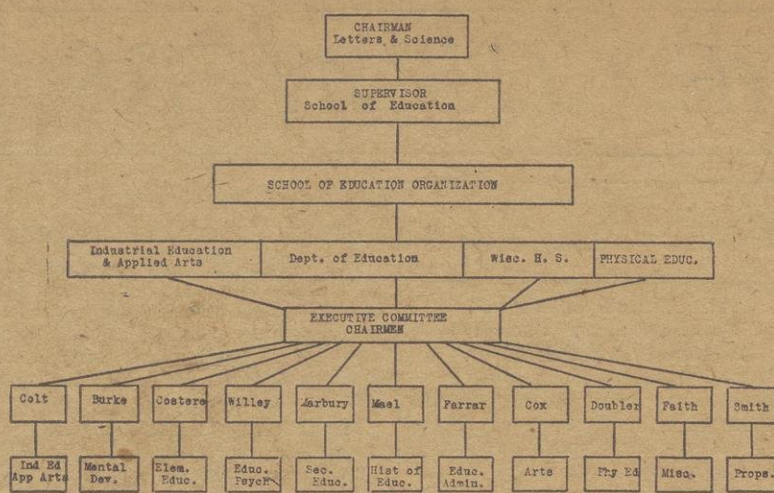 CHAIRMAN
Letters & Science
SUPERVISOR
School of Education
SCHOOL OF EDUCATION ORGANIZATION
Industrial Education
& Applied Arts
Dept. of Education
Wisc. H. S.
PHYSICAL EDUC.
EXECUTIVE COMMITTEE
CHAIRMEN
Colt
Burke
Costere
Willey
Marbury
Mael
Farrar
Cox
Doubler
Faith
Smith
Ind Ed
App Arts
Mental
Dev.
Elem.
Educ.
Educ.
Psych
Sec.
Educ.
Hist of
Educ.
Educ.
Admin.
Arts
Phy Ed
Misc.
Props.